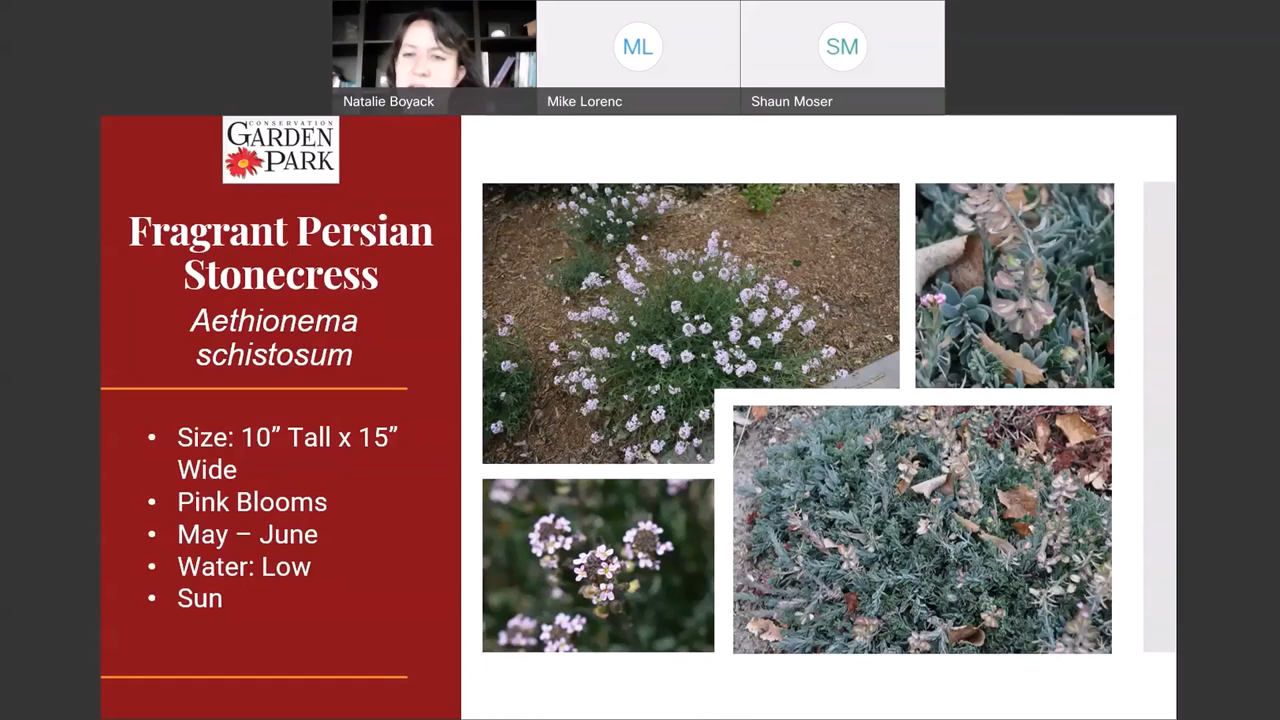 ML
SM
Natalie Boyack
Mike Lorenc
Shaun Moser
CONSERVATION
GARDEN
PARK
Fragrant Persian
Stonecress
Aethionema
schistosum
• Size: 10” Tall x 15”
Wide
• Pink Blooms
• May – June
• Water: Low
• Sun